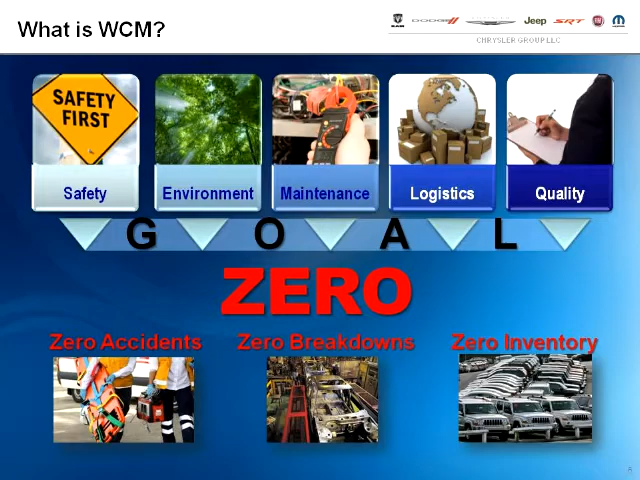 What is WCM?
DODGE
Jeep
SRT
CHRYSLER GROUP LLC
SAFETY
FIRST
Safety
Environment
Maintenance
Logistics
Quality
G O A L
ZERO
Zero Accidents
Zero Breakdowns
Zero Inventory